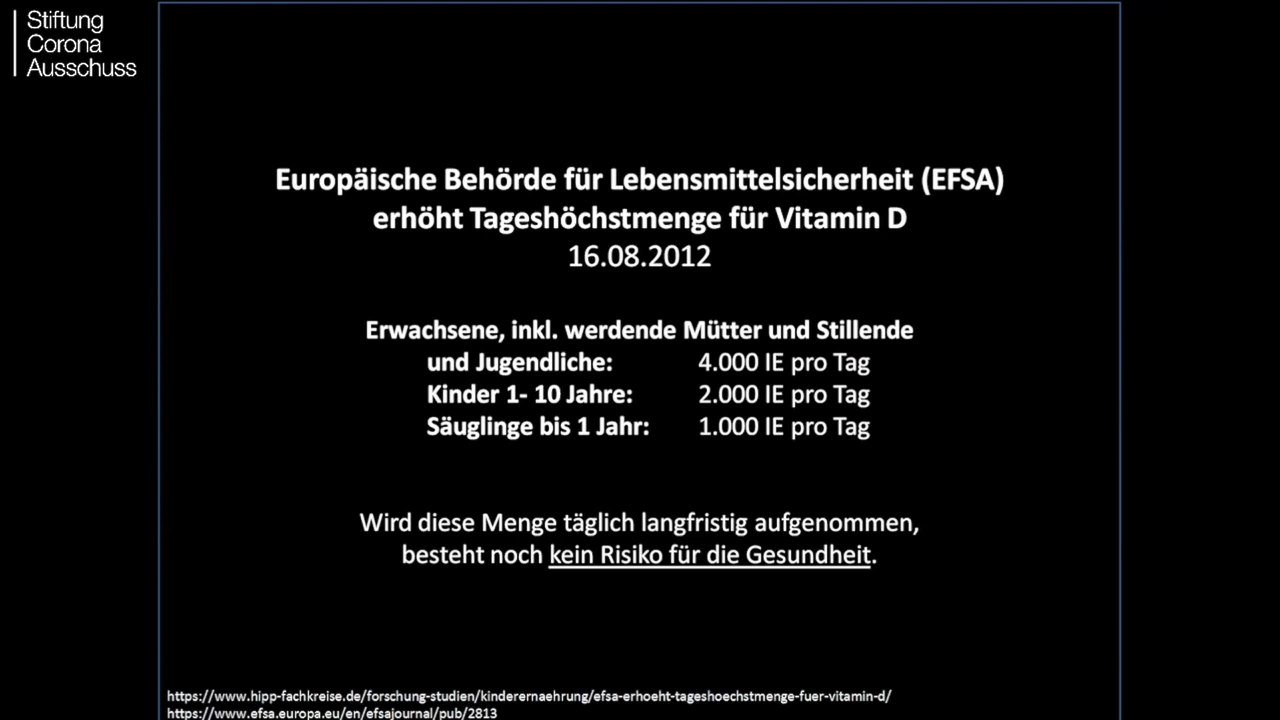 Stiftung
Corona
Ausschuss
Europäische Behörde für Lebensmittelsicherheit (EFSA)
erhöht Tageshöchstmenge für Vitamin D
16.08.2012
Erwachsene, inkl. werdende Mütter und Stillende
und Jugendliche: 4.000 IE pro Tag
Kinder 1- 10 Jahre: 2.000 IE pro Tag
Säuglinge bis 1 Jahr: 1.000 IE pro Tag
Wird diese Menge täglich langfristig aufgenommen,
besteht noch kein Risiko für die Gesundheit.
https://www.hipp-fachkreise.de/forschung-studien/kinderernaehrung/efsa-erhoeht-tageshoechstmenge-fuer-vitamin-d/
https://www.efsa.europa.eu/en/efsajournal/pub/2813